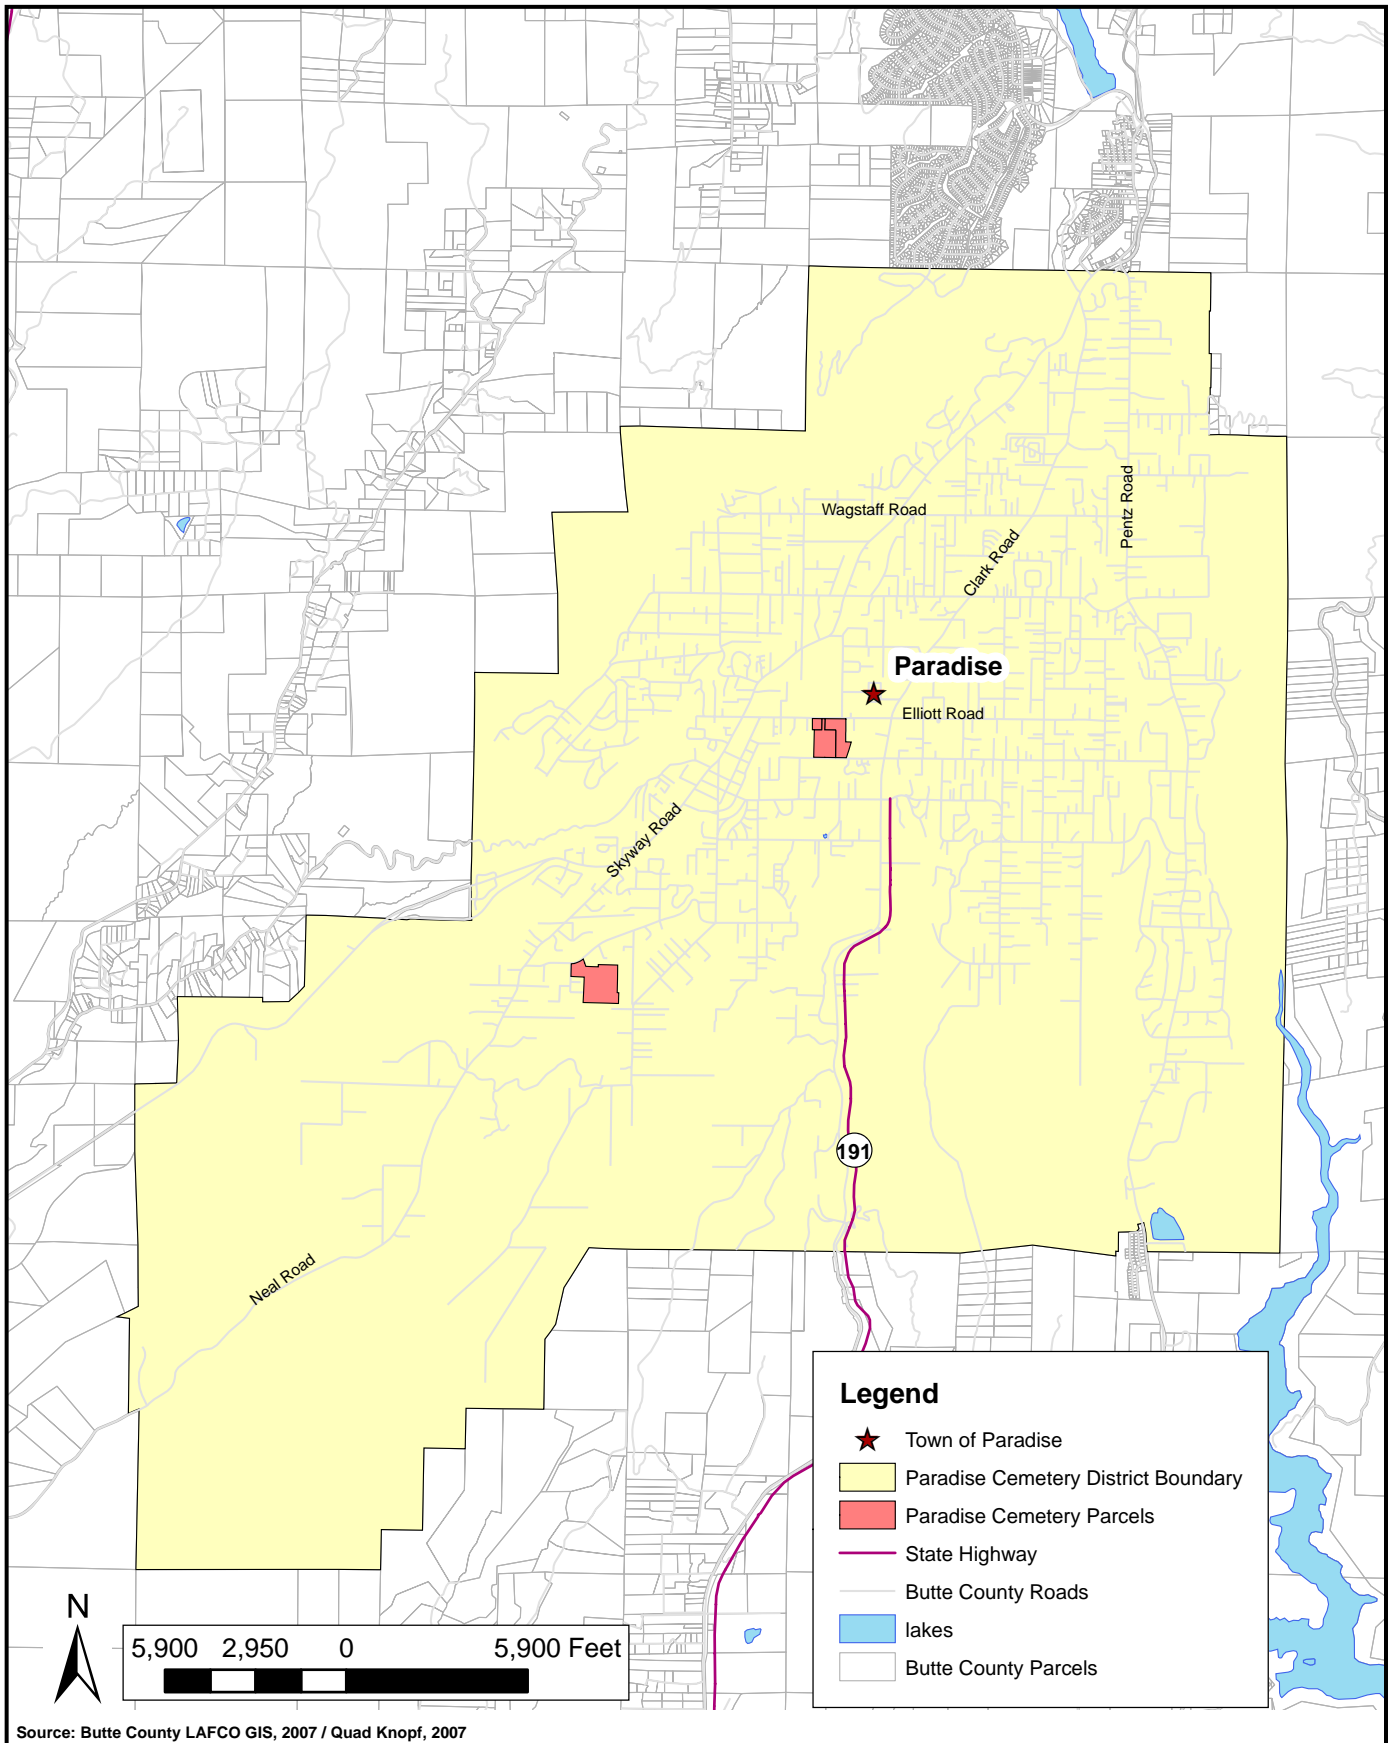 Wagstaff Road
Pentz Road
Clark Road
Paradise
Elliott Road
Skyway Road
191
Neal Road
Legend
Town of Paradise
Paradise Cemetery District Boundary
Paradise Cemetery Parcels
State Highway
Butte County Roads
lakes
Butte County Parcels
N
5,900 2,950 0 5,900 Feet
Source: Butte County LAFCO GIS, 2007 / Quad Knopf, 2007